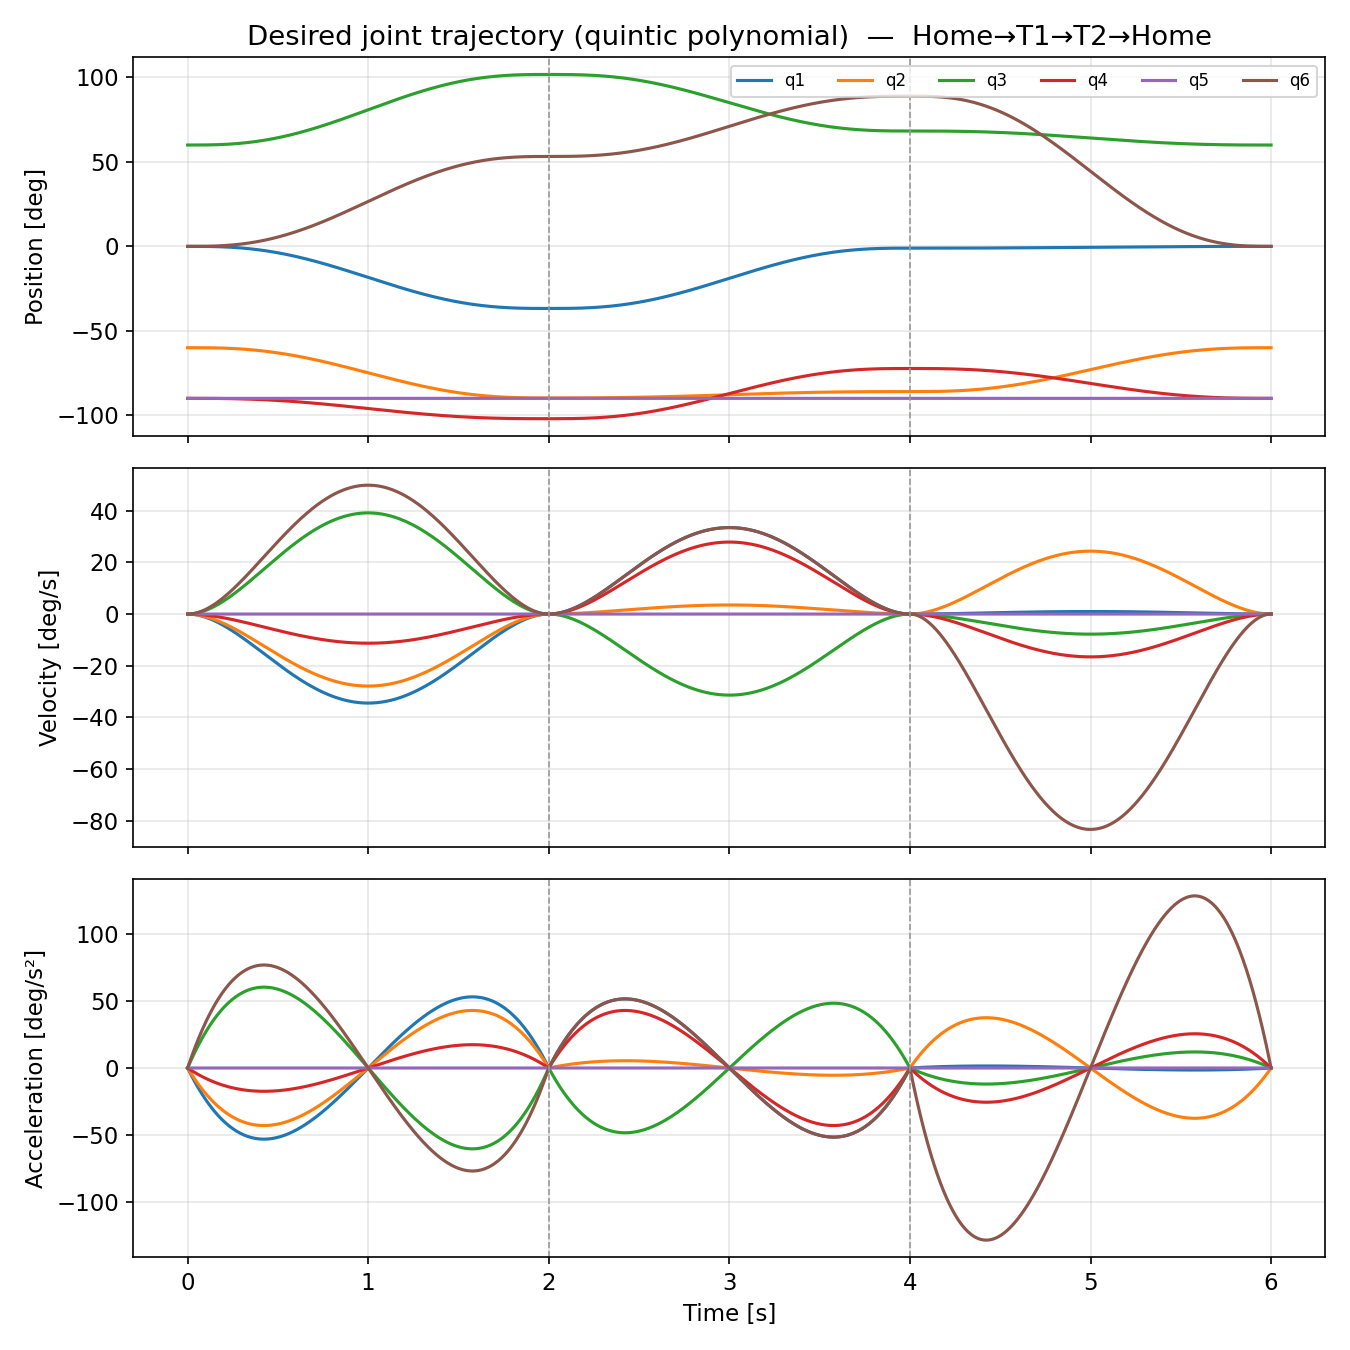 Desired joint trajectory (quintic polynomial) — Home→T1→T2→Home
q1 q2 q3 q4 q5 q6
Position [deg]
100
50
0
−50
−100
Velocity [deg/s]
40
20
0
−20
−40
−60
−80
Acceleration [deg/s²]
100
50
0
−50
−100
0 1 2 3 4 5 6
Time [s]